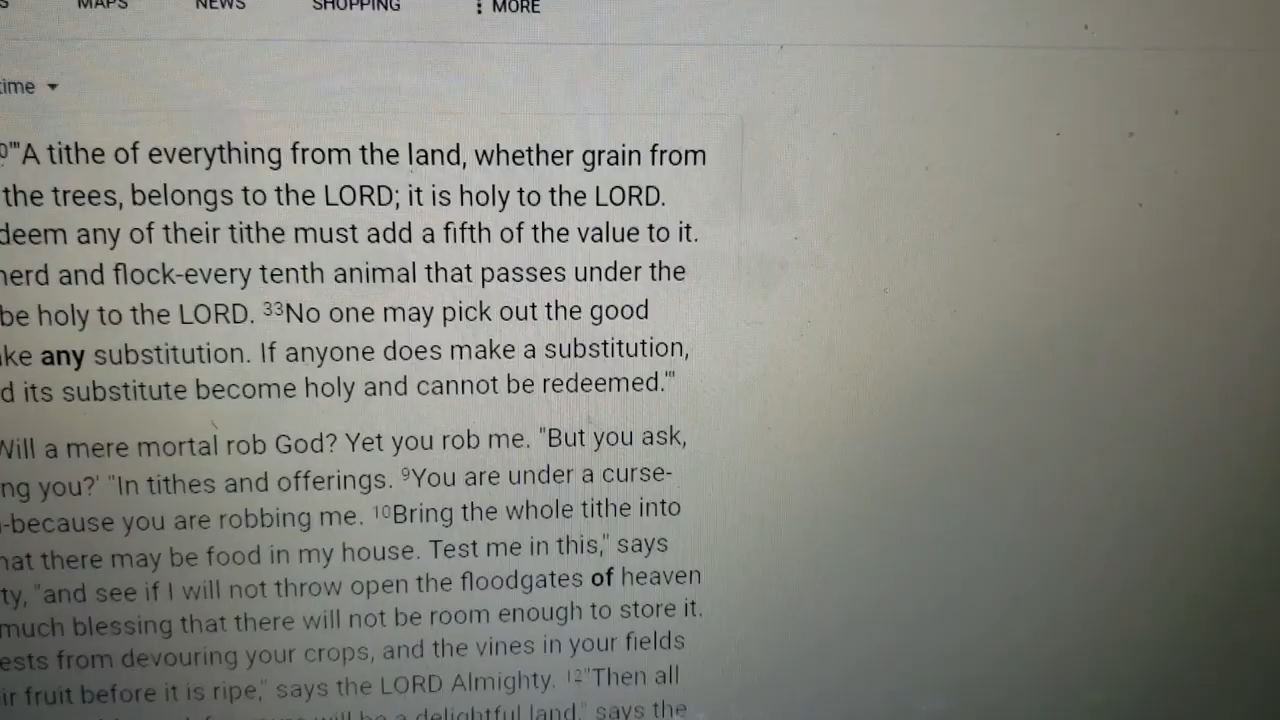 MAPS NEWS SHOPPING ⋮ MORE
time
"'A tithe of everything from the land, whether grain from
the trees, belongs to the LORD; it is holy to the LORD.
deem any of their tithe must add a fifth of the value to it.
herd and flock-every tenth animal that passes under the
be holy to the LORD. ³³No one may pick out the good
ke any substitution. If anyone does make a substitution,
d its substitute become holy and cannot be redeemed.'"
Will a mere mortal rob God? Yet you rob me. "But you ask,
ng you?' "In tithes and offerings. ⁹You are under a curse-
-because you are robbing me. ¹⁰Bring the whole tithe into
hat there may be food in my house. Test me in this," says
ty, "and see if I will not throw open the floodgates of heaven
much blessing that there will not be room enough to store it.
ests from devouring your crops, and the vines in your fields
ir fruit before it is ripe," says the LORD Almighty. ¹²"Then all
will be a delightful land," says the